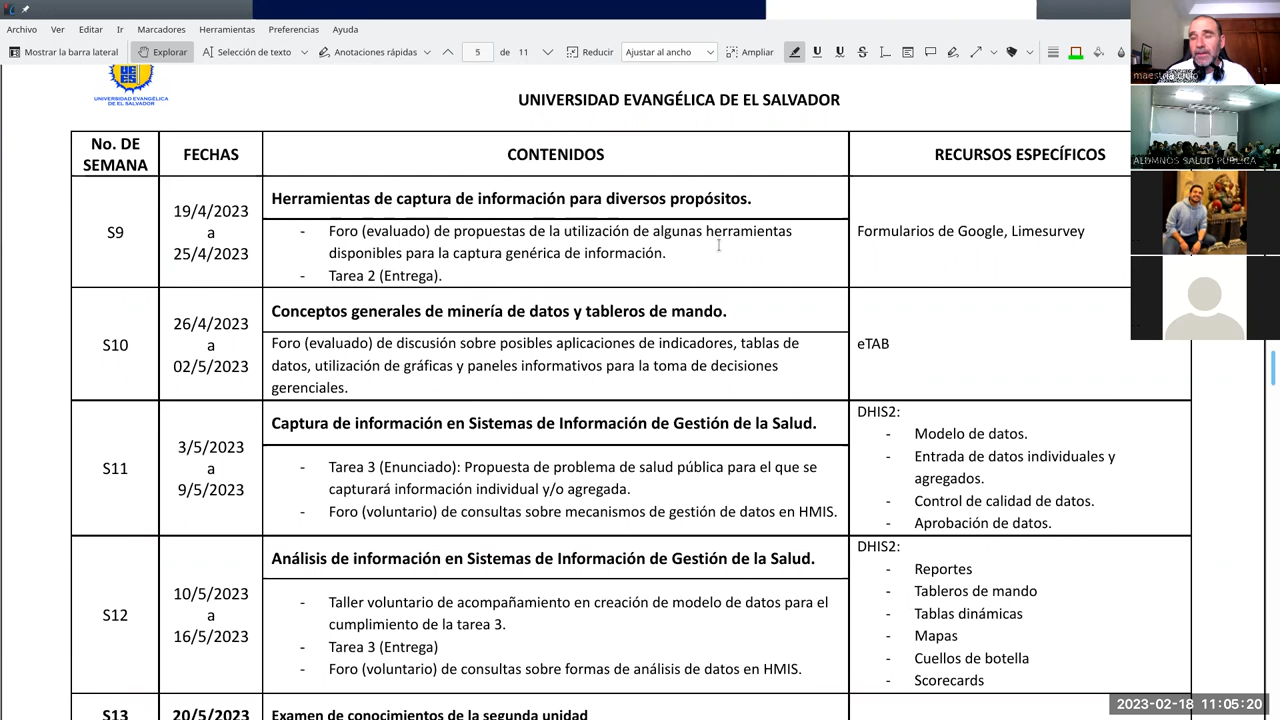 Archivo Ver Editar Ir Marcadores Herramientas Preferencias Ayuda
Mostrar la barra lateral Explorar Selección de texto Anotaciones rápidas 5 de 11 Reducir Ajustar al ancho Ampliar
UNIVERSIDAD EVANGÉLICA
DE EL SALVADOR
UNIVERSIDAD EVANGÉLICA DE EL SALVADOR
No. DE SEMANA
FECHAS
CONTENIDOS
RECURSOS ESPECÍFICOS
S9
19/4/2023
a
25/4/2023
Herramientas de captura de información para diversos propósitos.
- Foro (evaluado) de propuestas de la utilización de algunas herramientas
disponibles para la captura genérica de información.
- Tarea 2 (Entrega).
Formularios de Google, Limesurvey
S10
26/4/2023
a
02/5/2023
Conceptos generales de minería de datos y tableros de mando.
Foro (evaluado) de discusión sobre posibles aplicaciones de indicadores, tablas de
datos, utilización de gráficas y paneles informativos para la toma de decisiones
gerenciales.
eTAB
S11
3/5/2023
a
9/5/2023
Captura de información en Sistemas de Información de Gestión de la Salud.
- Tarea 3 (Enunciado): Propuesta de problema de salud pública para el que se
capturará información individual y/o agregada.
- Foro (voluntario) de consultas sobre mecanismos de gestión de datos en HMIS.
DHIS2:
- Modelo de datos.
- Entrada de datos individuales y
agregados.
- Control de calidad de datos.
- Aprobación de datos.
S12
10/5/2023
a
16/5/2023
Análisis de información en Sistemas de Información de Gestión de la Salud.
- Taller voluntario de acompañamiento en creación de modelo de datos para el
cumplimiento de la tarea 3.
- Tarea 3 (Entrega)
- Foro (voluntario) de consultas sobre formas de análisis de datos en HMIS.
DHIS2:
- Reportes
- Tableros de mando
- Tablas dinámicas
- Mapas
- Cuellos de botella
- Scorecards
S13
20/5/2023
Examen de conocimientos de la segunda unidad
ALUMNOS SALUD PUBLICA
2023-02-18 11:05:20